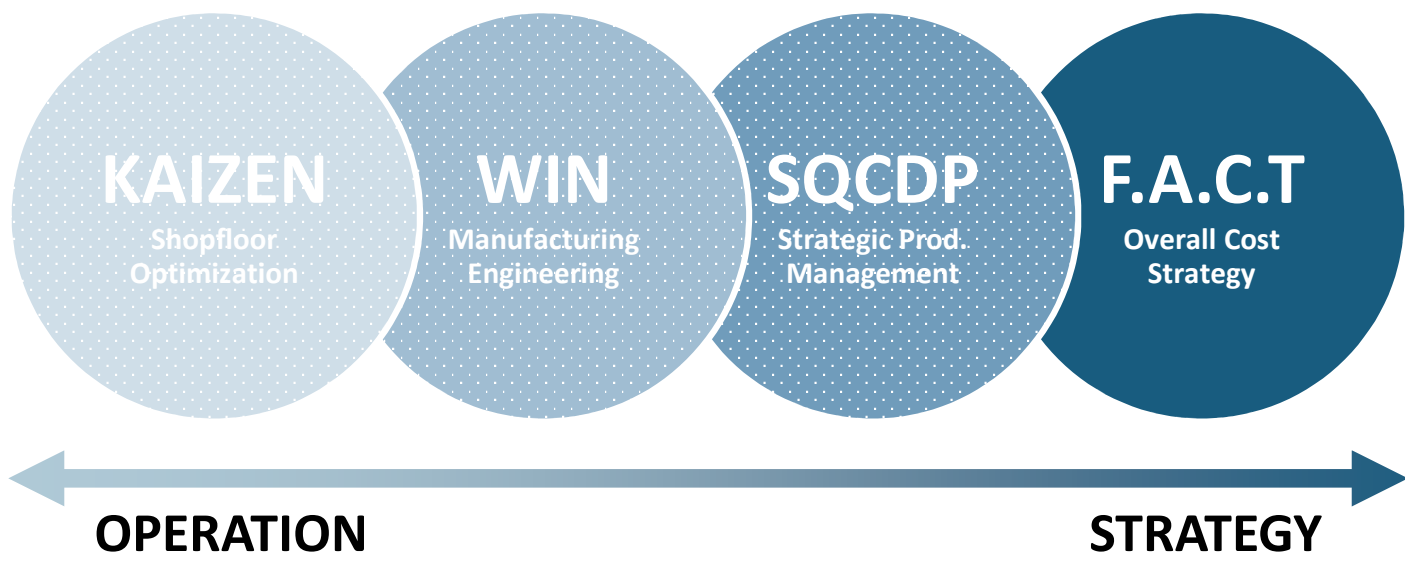 KAIZEN
Shopfloor
Optimization
WIN
Manufacturing
Engineering
SQCDP
Strategic Prod.
Management
F.A.C.T
Overall Cost
Strategy
OPERATION
STRATEGY